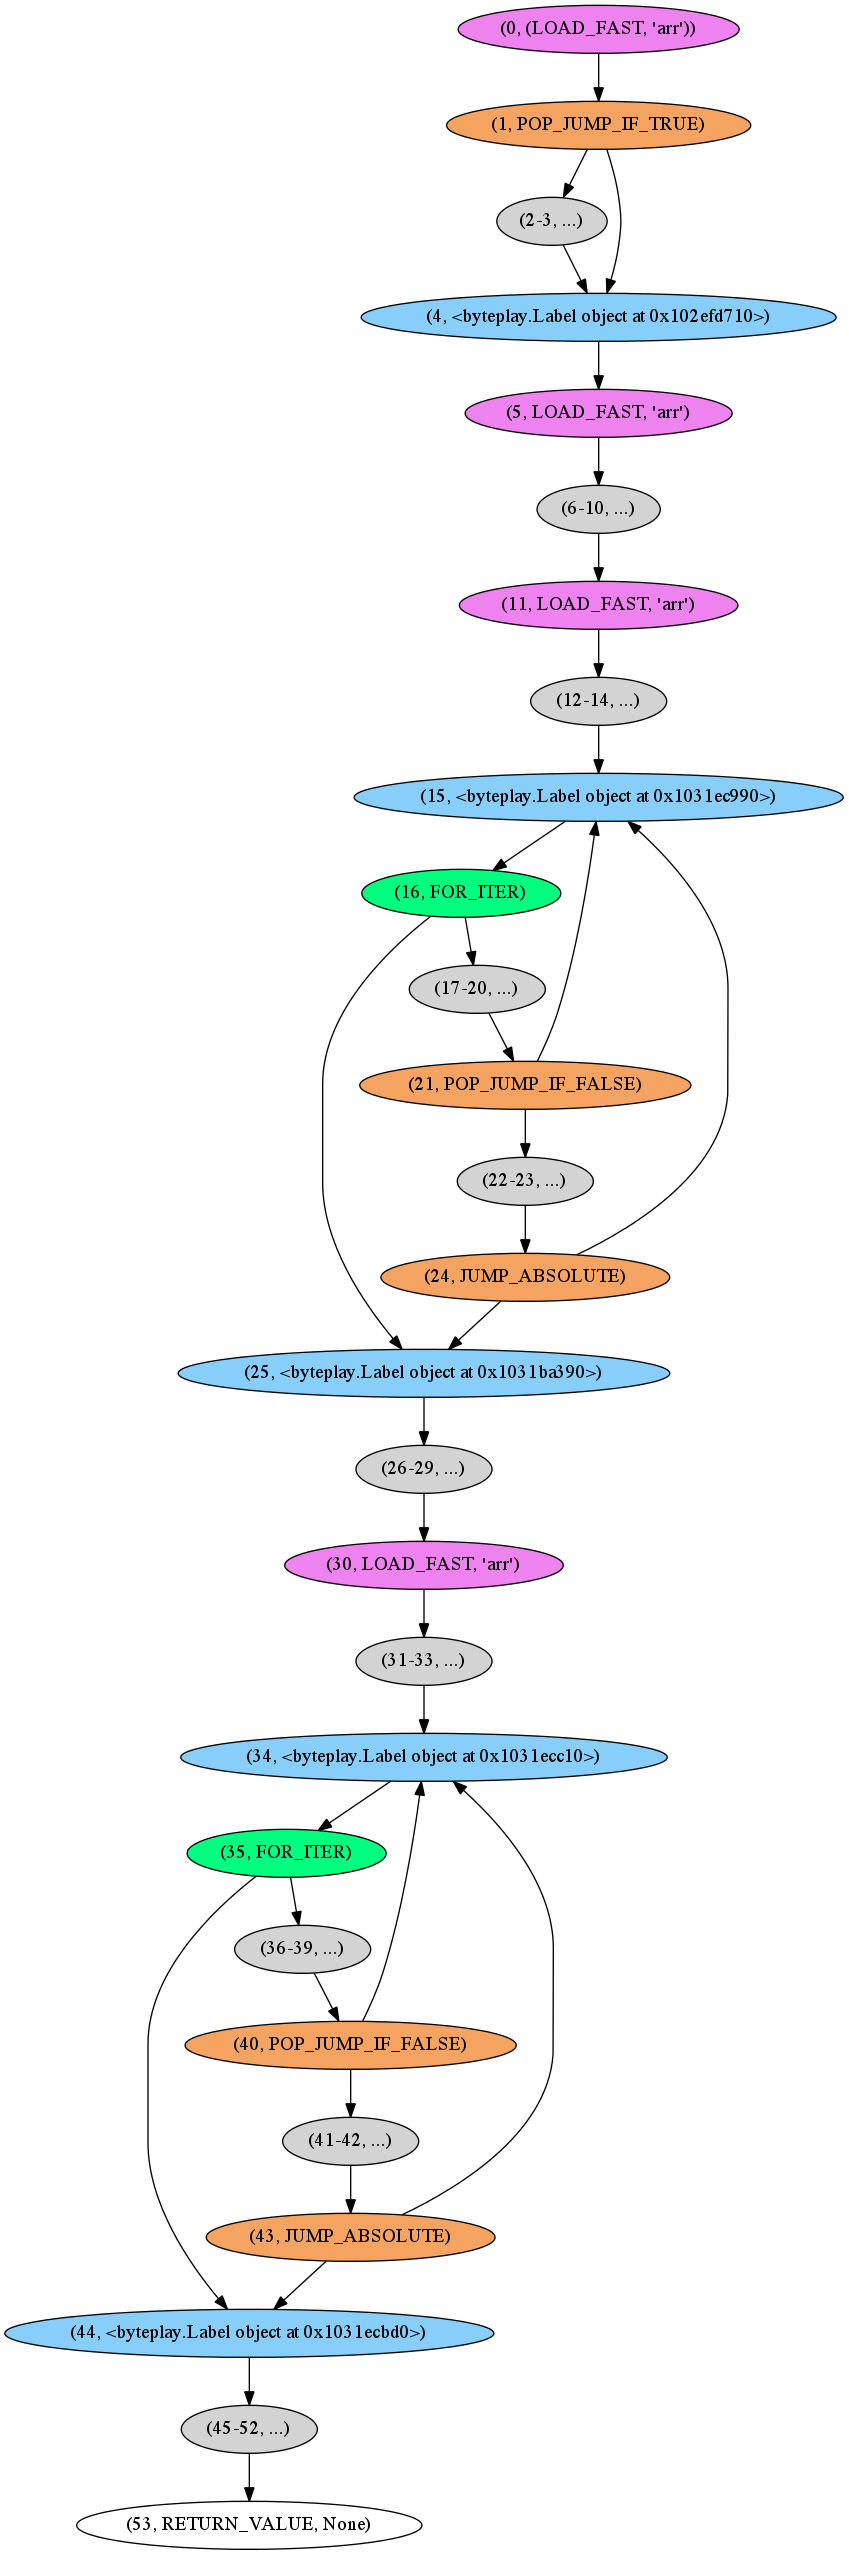 (0, (LOAD_FAST, 'arr'))
(1, POP_JUMP_IF_TRUE)
(2-3, ...)
(4, <byteplay.Label object at 0x102efd710>)
(5, LOAD_FAST, 'arr')
(6-10, ...)
(11, LOAD_FAST, 'arr')
(12-14, ...)
(15, <byteplay.Label object at 0x1031ec990>)
(16, FOR_ITER)
(17-20, ...)
(21, POP_JUMP_IF_FALSE)
(22-23, ...)
(24, JUMP_ABSOLUTE)
(25, <byteplay.Label object at 0x1031ba390>)
(26-29, ...)
(30, LOAD_FAST, 'arr')
(31-33, ...)
(34, <byteplay.Label object at 0x1031ecc10>)
(35, FOR_ITER)
(36-39, ...)
(40, POP_JUMP_IF_FALSE)
(41-42, ...)
(43, JUMP_ABSOLUTE)
(44, <byteplay.Label object at 0x1031ecbd0>)
(45-52, ...)
(53, RETURN_VALUE, None)